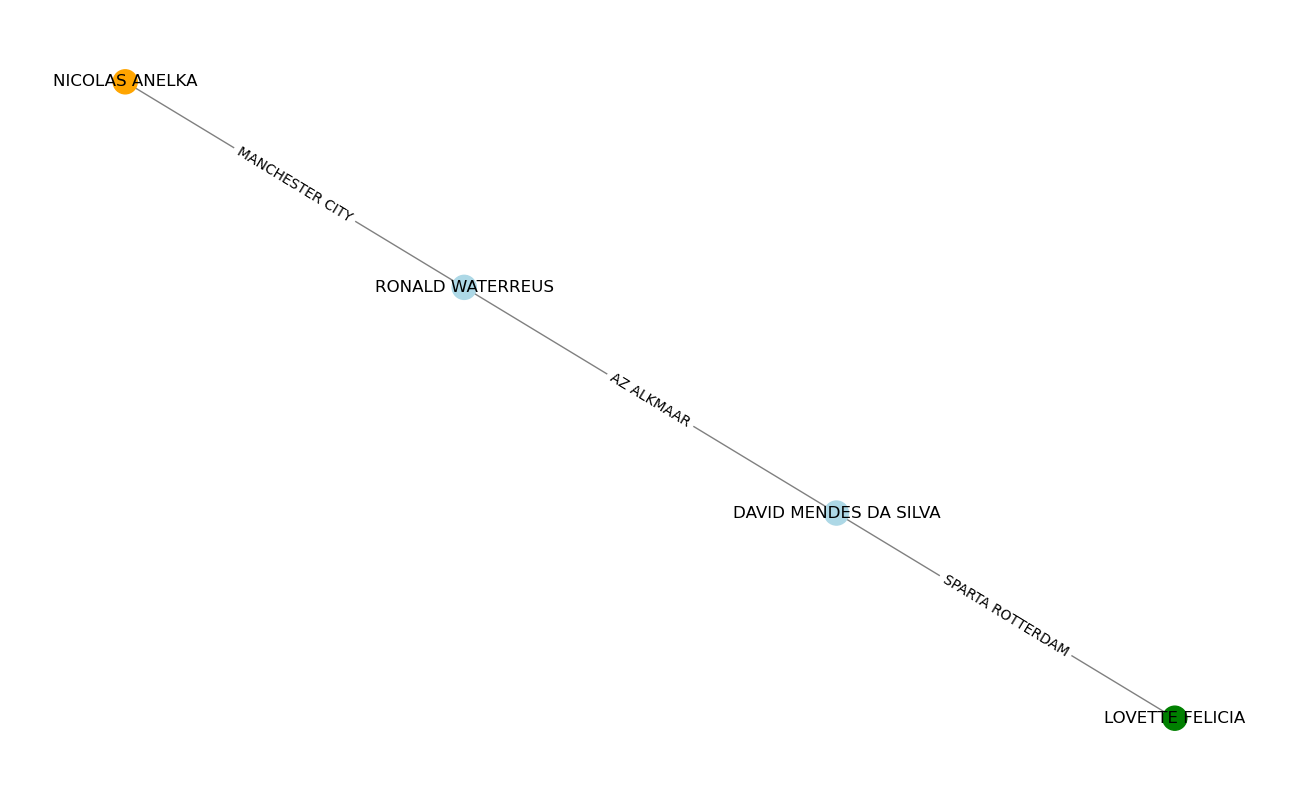 NICOLAS ANELKA
MANCHESTER CITY
RONALD WATERREUS
AZ ALKMAAR
DAVID MENDES DA SILVA
SPARTA ROTTERDAM
LOVETTE FELICIA